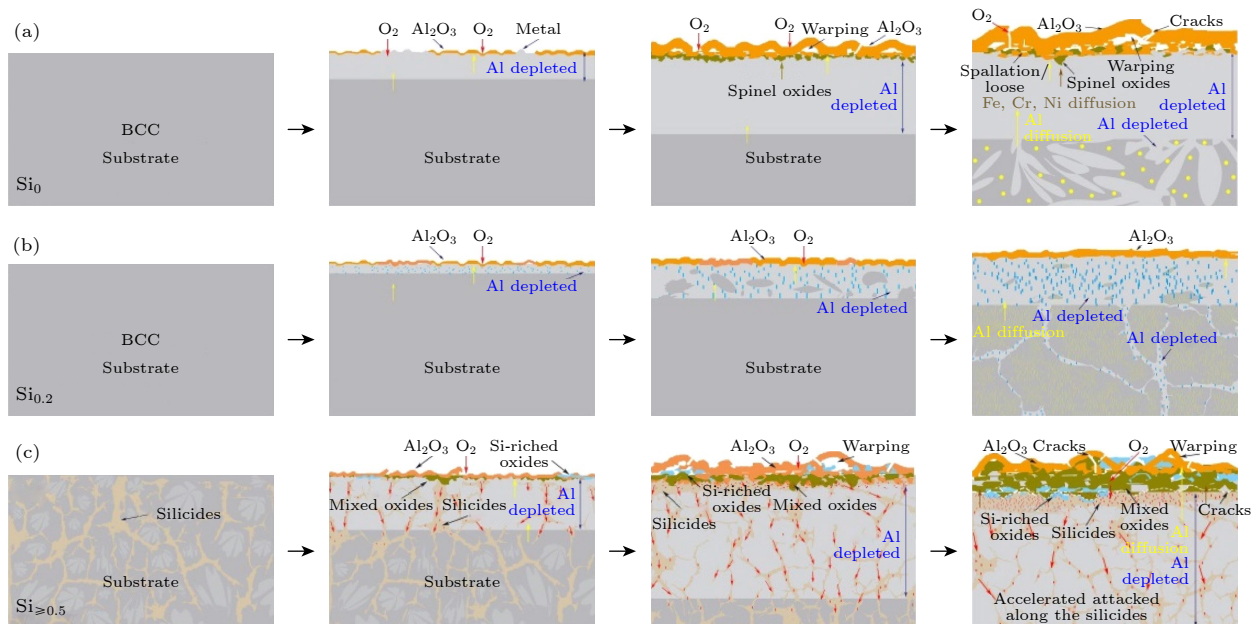 (a)
BCC
Substrate
Si0
O2
Al2O3
O2
Metal
Al depleted
Substrate
O2
O2
Warping
Al2O3
Spinel oxides
Al
depleted
Substrate
O2
Al2O3
Cracks
Spallation/
loose
Warping
Spinel oxides
Fe, Cr, Ni diffusion
Al
depleted
Al
diffusion
Al depleted
(b)
BCC
Substrate
Si0.2
Al2O3
O2
Al depleted
Substrate
Al2O3
O2
Al depleted
Substrate
Al2O3
Al depleted
Al diffusion
Al depleted
(c)
Silicides
Substrate
Si⩾0.5
Al2O3
O2
Si-riched
oxides
Mixed oxides
Silicides
Al
depleted
Substrate
Al2O3
O2
Warping
Si-riched
oxides
Mixed oxides
Silicides
Al
depleted
Al2O3
Cracks
O2
Warping
Si-riched
oxides
Silicides
Mixed
oxides
Cracks
Al
diffusion
Al
depleted
Accelerated attacked
along the silicides